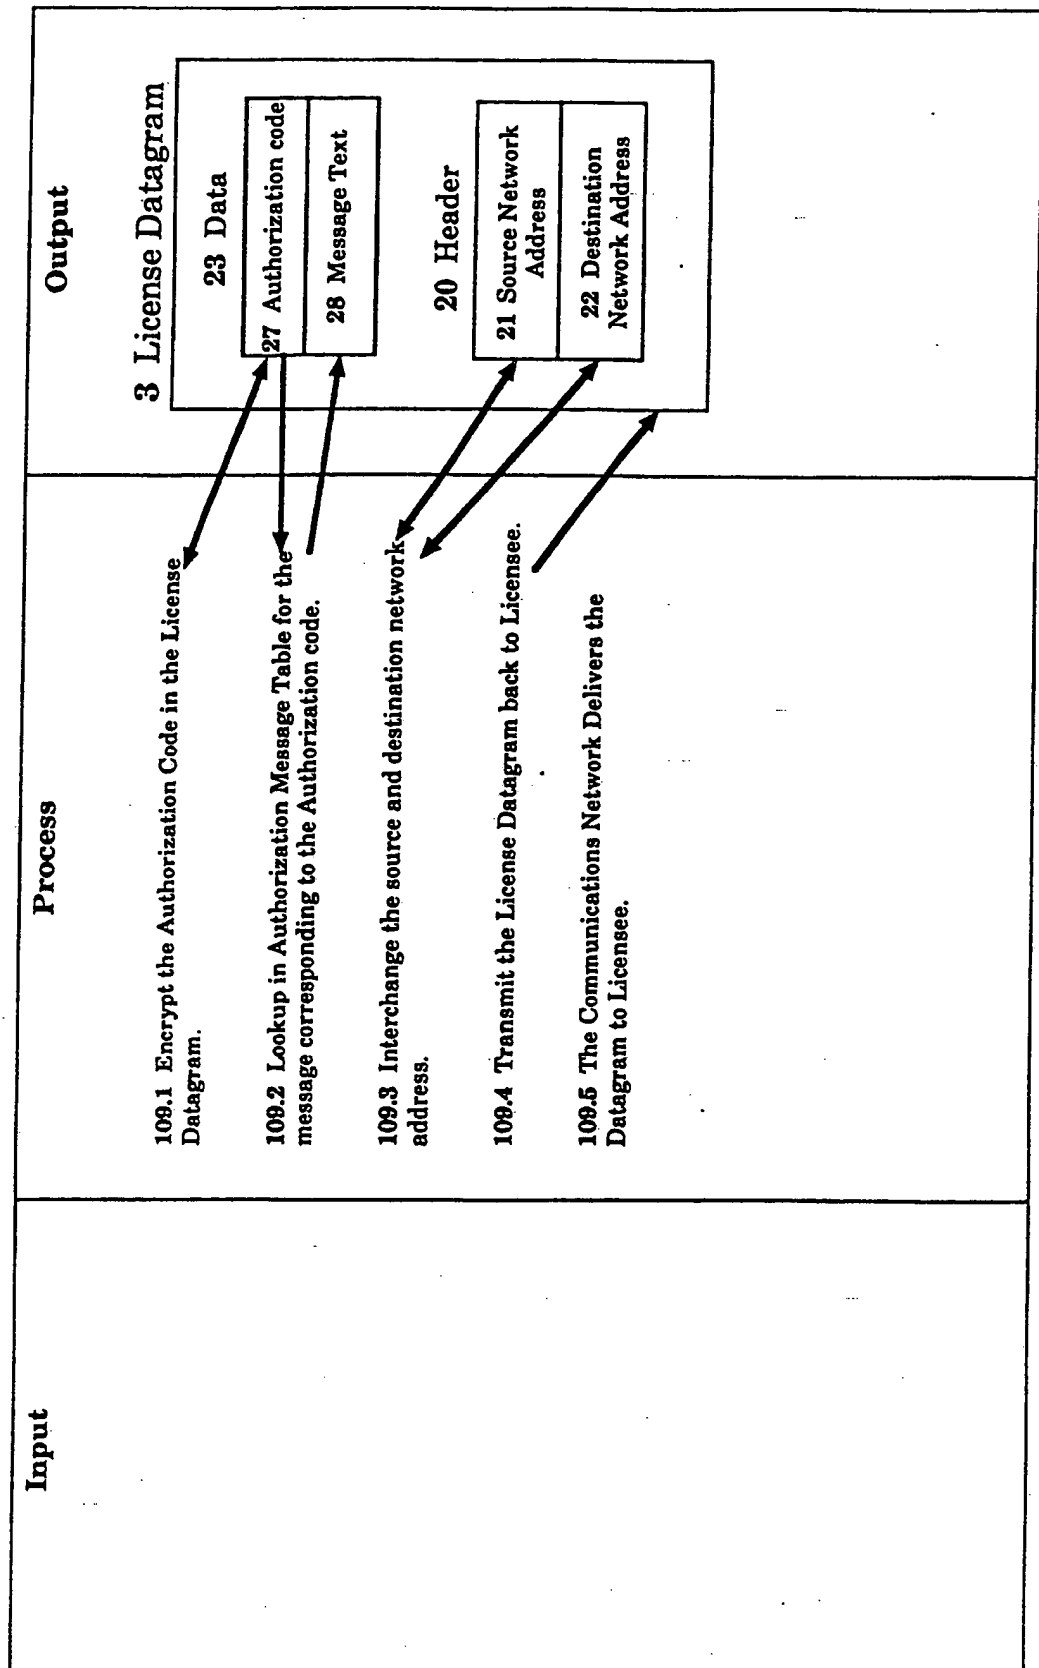 Input
Process
Output
109.1 Encrypt the Authorization Code in the License
Datagram.
109.2 Lookup in Authorization Message Table for the
message corresponding to the Authorization code.
109.3 Interchange the source and destination network
address.
109.4 Transmit the License Datagram back to Licensee.
109.5 The Communications Network Delivers the
Datagram to Licensee.
3 License Datagram
23 Data
27 Authorization code
28 Message Text
20 Header
21 Source Network
Address
22 Destination
Network Address